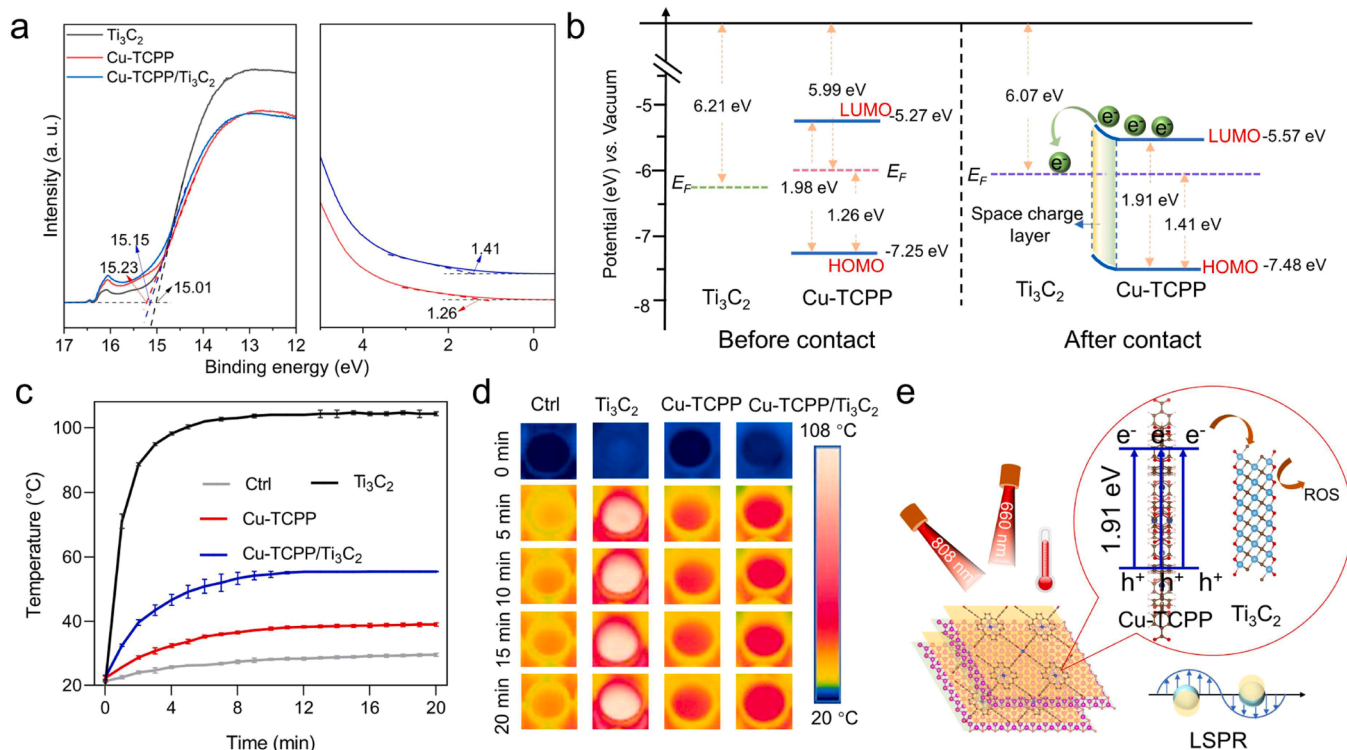 a
Ti₃C₂
Cu-TCPP
Cu-TCPP/Ti₃C₂
15.15
15.23
15.01
1.41
1.26
Intensity (a. u.)
17 16 15 14 13 12
4 2 0
Binding energy (eV)
b
Potential (eV) vs. Vacuum
-5
-6
-7
-8
6.21 eV
5.99 eV
LUMO
-5.27
E_F
E_F
1.98 eV
1.26 eV
-7.25 eV
HOMO
Ti₃C₂
Cu-TCPP
Before contact
6.07 eV
e⁻ e⁻ e⁻
e⁻
LUMO
-5.57 eV
E_F
1.91 eV
Space charge
layer
1.41 eV
HOMO
-7.48 eV
Ti₃C₂
Cu-TCPP
After contact
c
Temperature (°C)
100
80
60
40
20
Ctrl
Ti₃C₂
Cu-TCPP
Cu-TCPP/Ti₃C₂
0 4 8 12 16 20
Time (min)
d
Ctrl Ti₃C₂ Cu-TCPP Cu-TCPP/Ti₃C₂
108 °C
0 min
5 min
10 min
15 min
20 min
20 °C
e
808 nm
660 nm
e⁻ e⁻ e⁻
1.91 eV
h⁺ h⁺ h⁺
Cu-TCPP
Ti₃C₂
ROS
LSPR